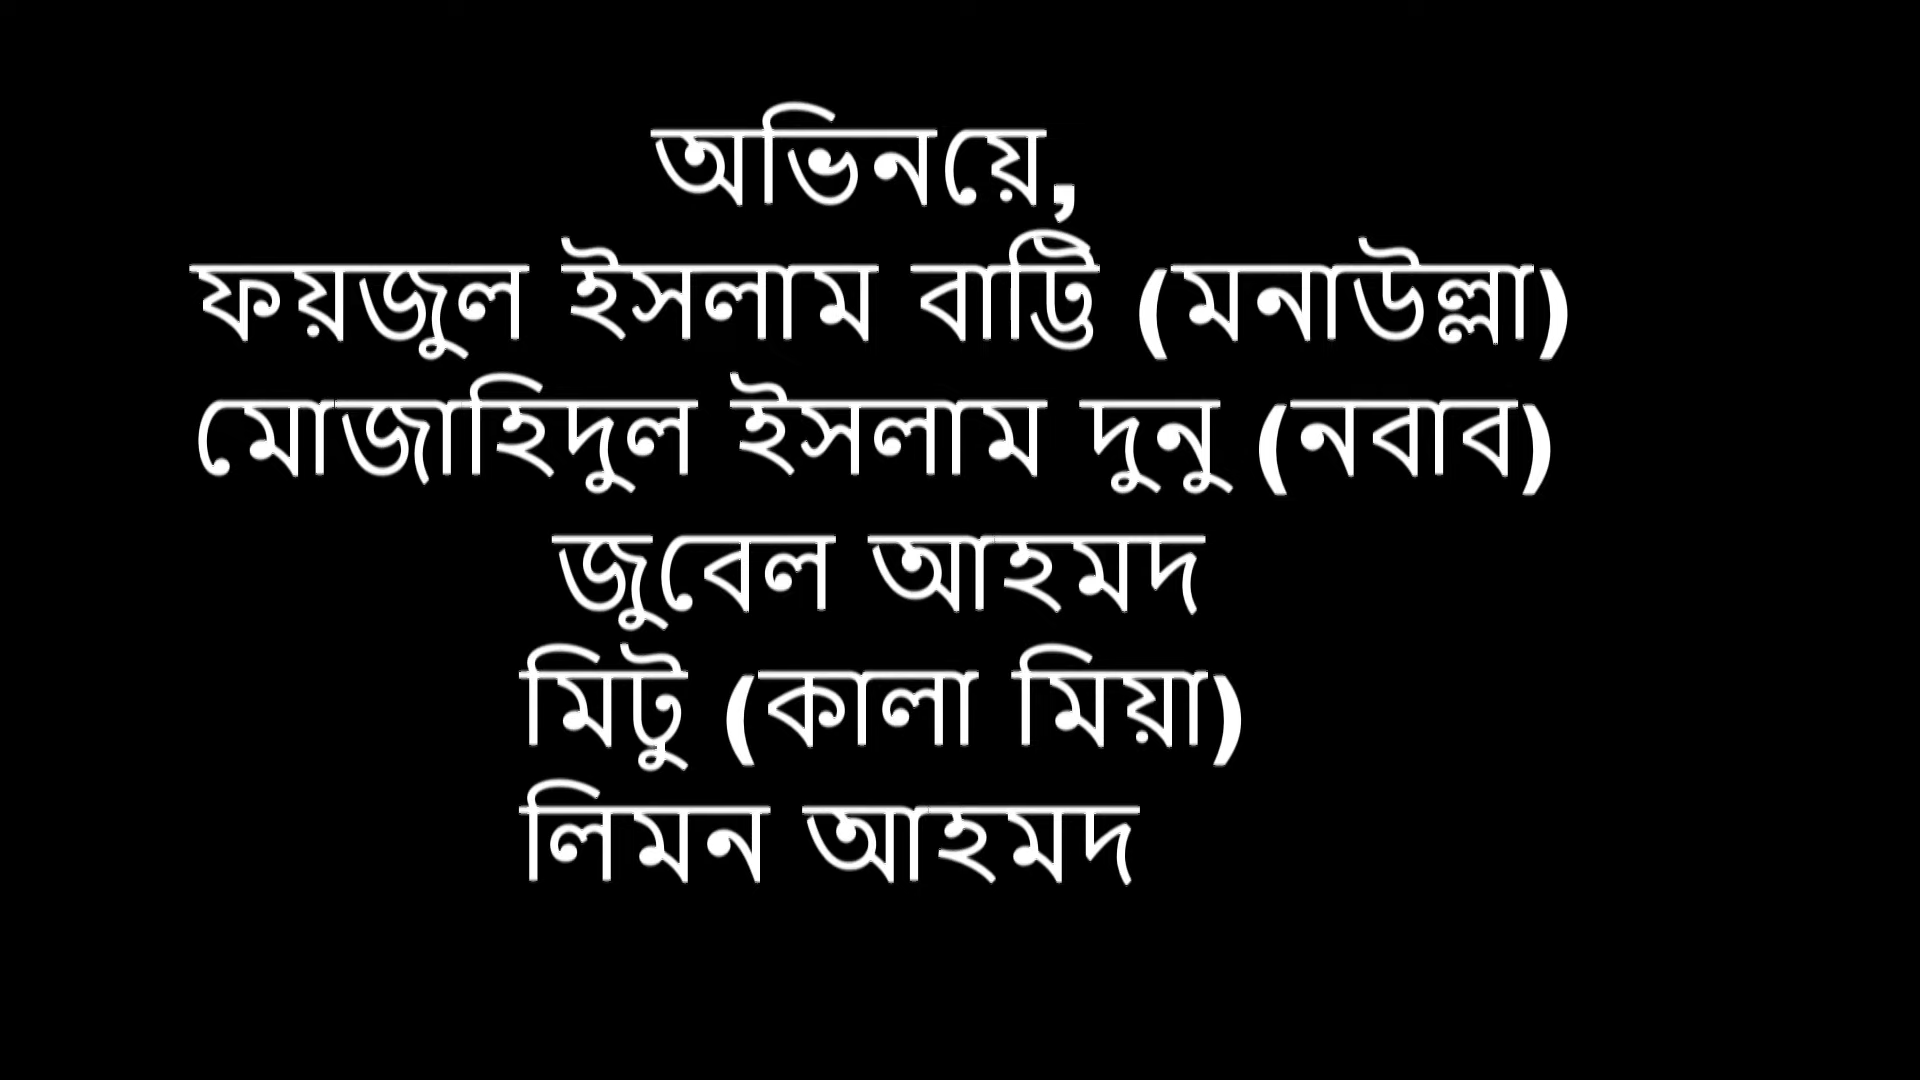 অভিনয়ে,
ফয়জুল ইসলাম বাট্টি (মনাউল্লা)
মোজাহিদুল ইসলাম দুনু (নবাব)
জুবেল আহমদ
মিটু (কালা মিয়া)
লিমন আহমদ